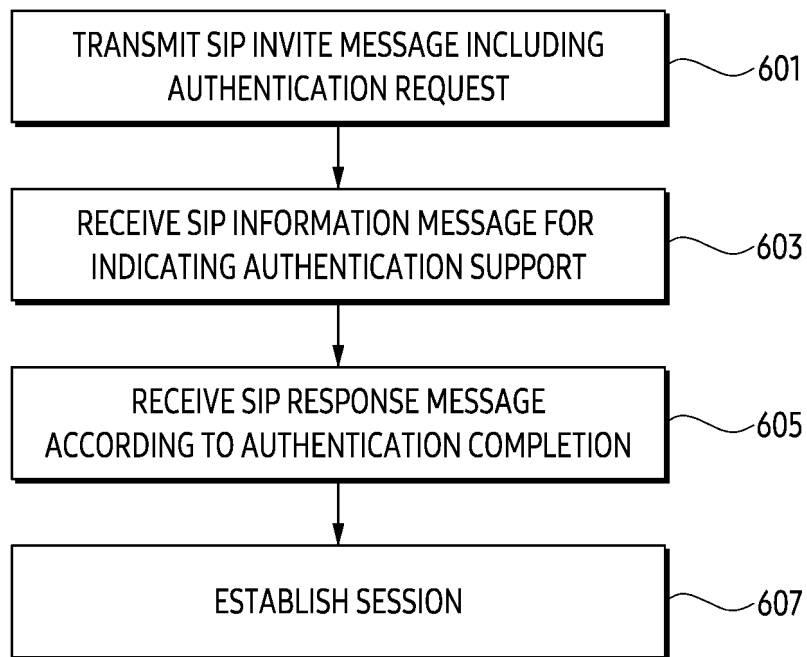 TRANSMIT SIP INVITE MESSAGE INCLUDING
AUTHENTICATION REQUEST
601
RECEIVE SIP INFORMATION MESSAGE FOR
INDICATING AUTHENTICATION SUPPORT
603
RECEIVE SIP RESPONSE MESSAGE
ACCORDING TO AUTHENTICATION COMPLETION
605
ESTABLISH SESSION
607